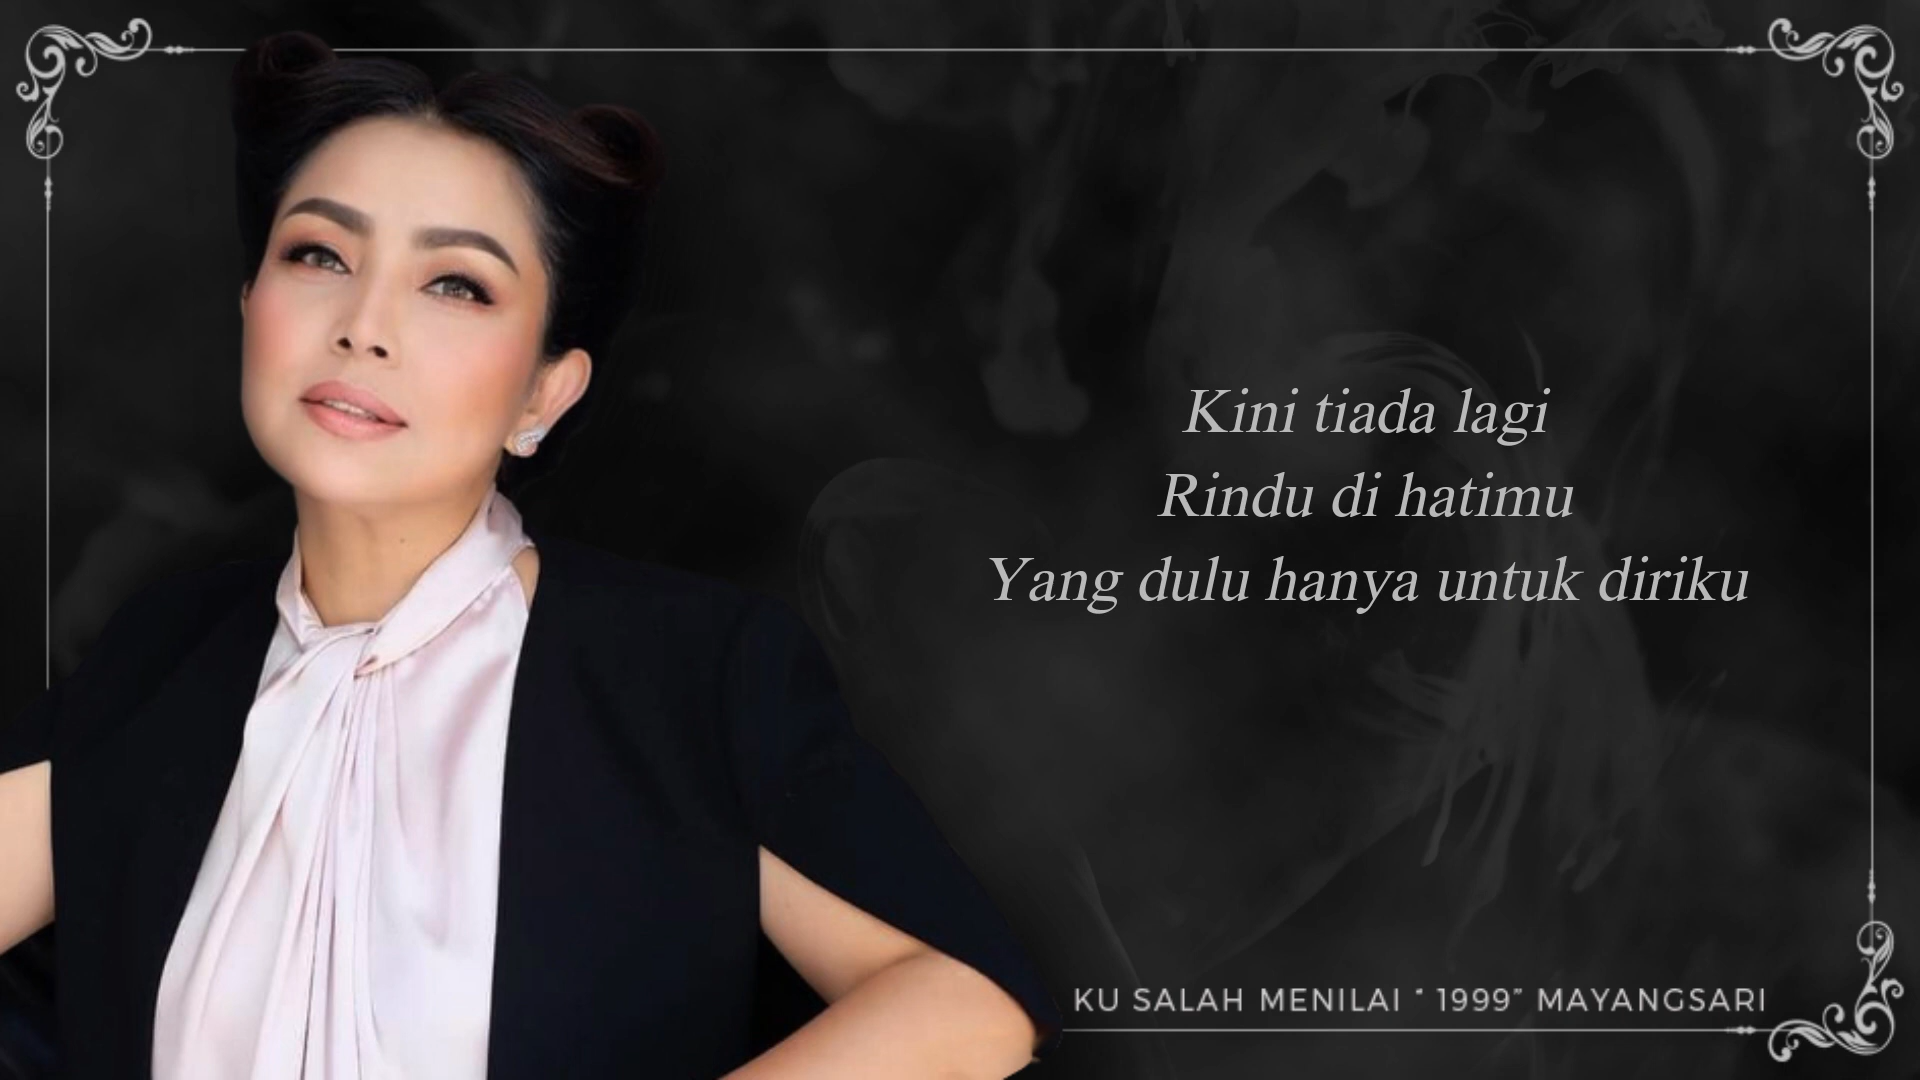 Kini tiada lagi
Rindu di hatimu
Yang dulu hanya untuk diriku
KU SALAH MENILAI " 1999" MAYANGSARI